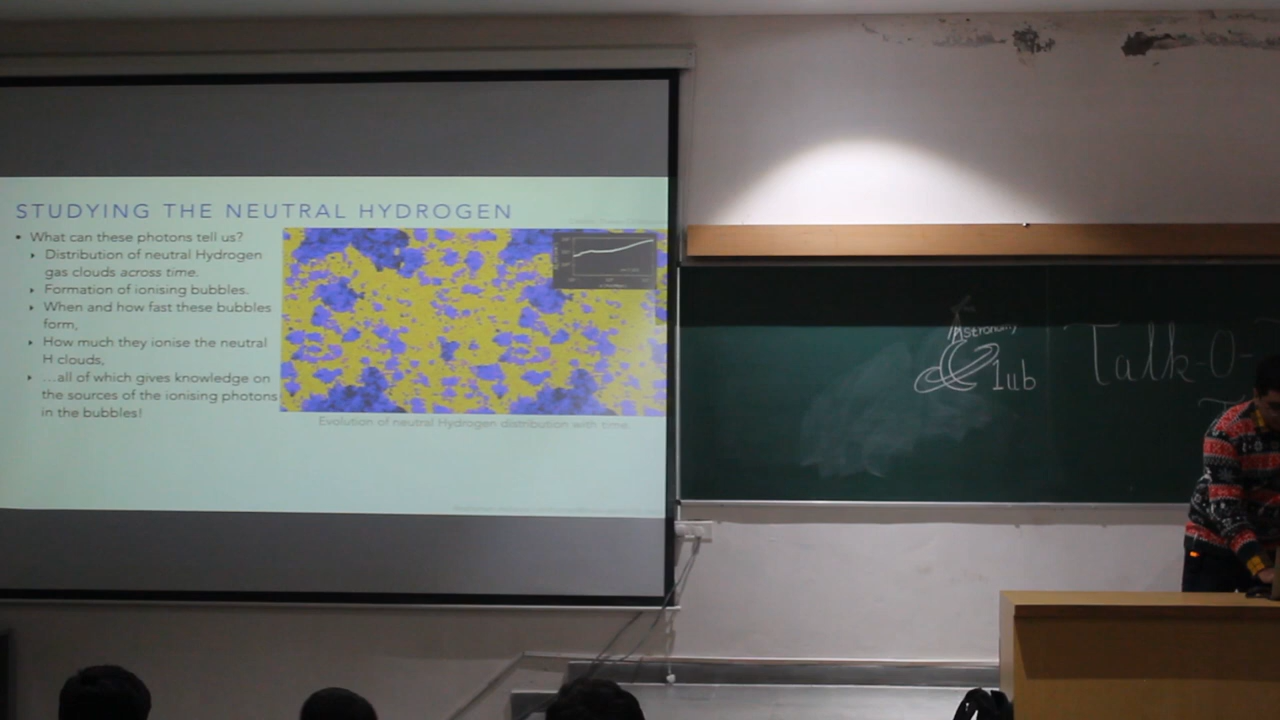 STUDYING THE NEUTRAL HYDROGEN
• What can these photons tell us?
‣ Distribution of neutral Hydrogen
gas clouds across time.
‣ Formation of ionising bubbles.
‣ When and how fast these bubbles
form,
‣ How much they ionise the neutral
H clouds,
‣ ...all of which gives knowledge on
the sources of the ionising photons
in the bubbles!
Evolution of neutral Hydrogen distribution with time.
Astronomy
Club
Talk-O-